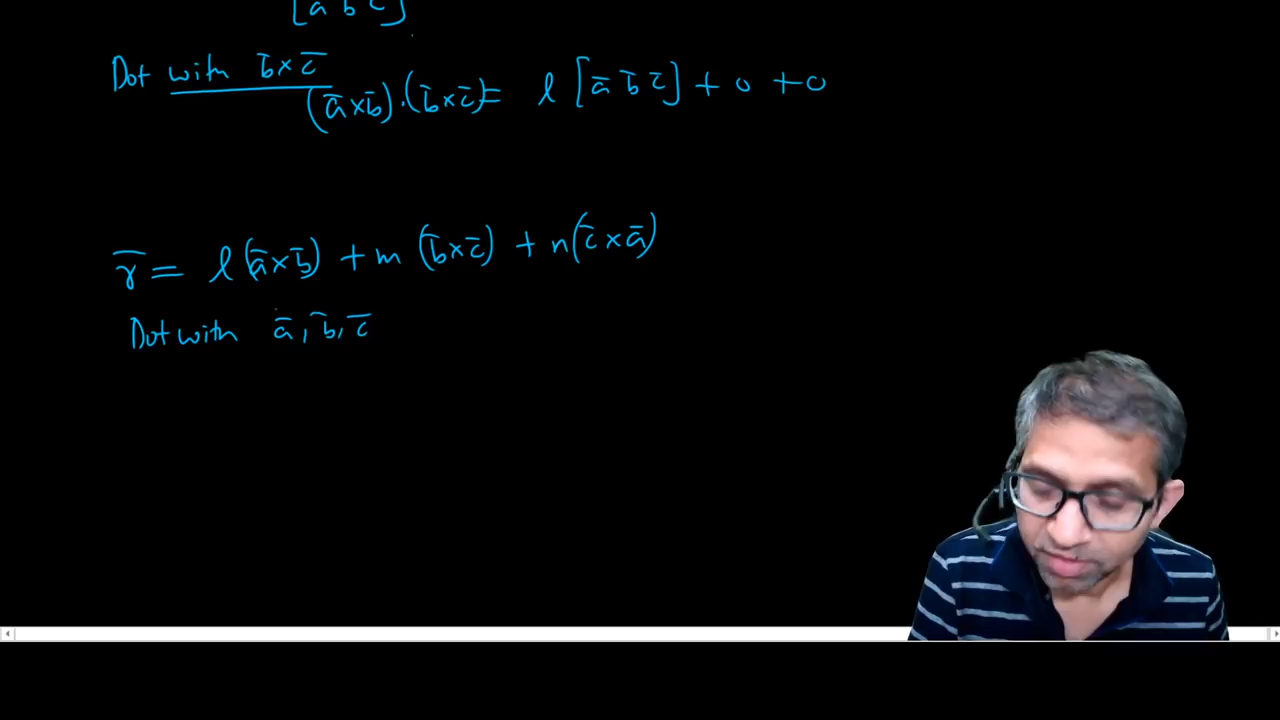 [a b c]
Dot with b̄×c̄
(ā×b̄)·(b̄×c̄)= l [ā b̄ c̄] + 0 + 0
r̄ = l(ā×b̄) + m (b̄×c̄) + n(c̄×ā)
Dot with ā, b̄, c̄